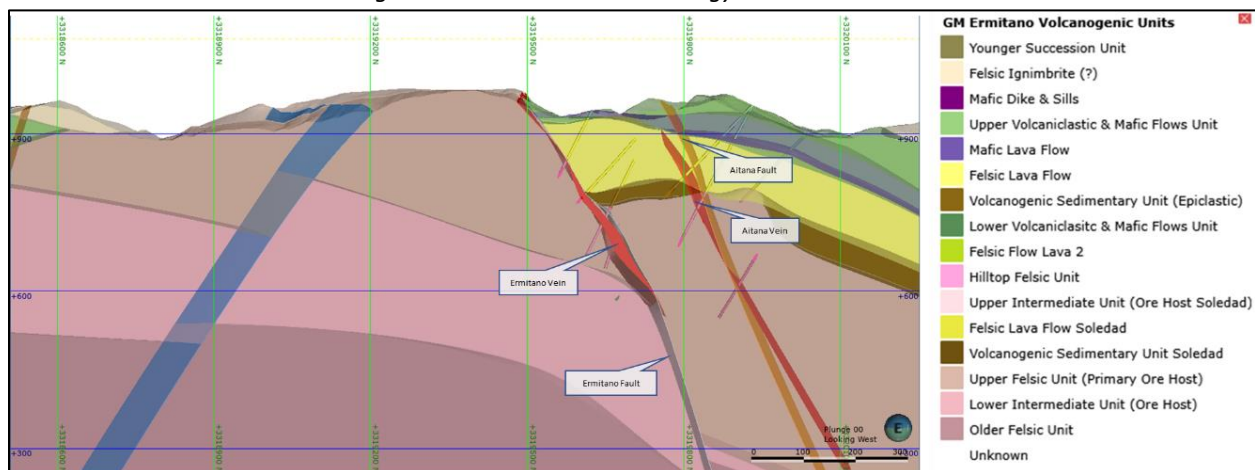 +3318600 N
+3318900 N
+3319200 N
+3319500 N
+3319800 N
+3320100 N
+900
+900
Aitana Fault
Aitana Vein
Ermitano Vein
+600
+600
Ermitano Fault
Plunge 00
Looking West
E
0 100 200 300
+300
+300
GM Ermitano Volcanogenic Units
Younger Succession Unit
Felsic Ignimbrite (?)
Mafic Dike & Sills
Upper Volcaniclastic & Mafic Flows Unit
Mafic Lava Flow
Felsic Lava Flow
Volcanogenic Sedimentary Unit (Epiclastic)
Lower Volcaniclasitc & Mafic Flows Unit
Felsic Flow Lava 2
Hilltop Felsic Unit
Upper Intermediate Unit (Ore Host Soledad)
Felsic Lava Flow Soledad
Volcanogenic Sedimentary Unit Soledad
Upper Felsic Unit (Primary Ore Host)
Lower Intermediate Unit (Ore Host)
Older Felsic Unit
Unknown